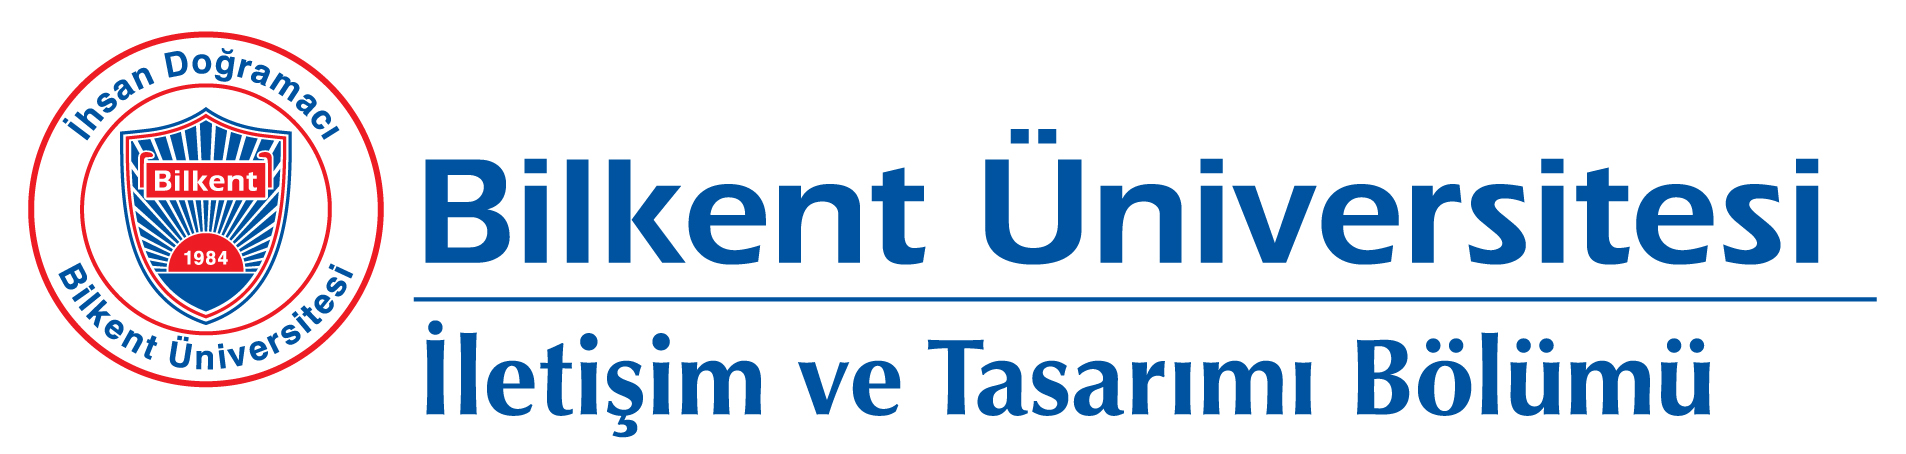 İhsan Doğramacı
Bilkent
1984
Bilkent Üniversitesi
Bilkent Üniversitesi
İletişim ve Tasarımı Bölümü